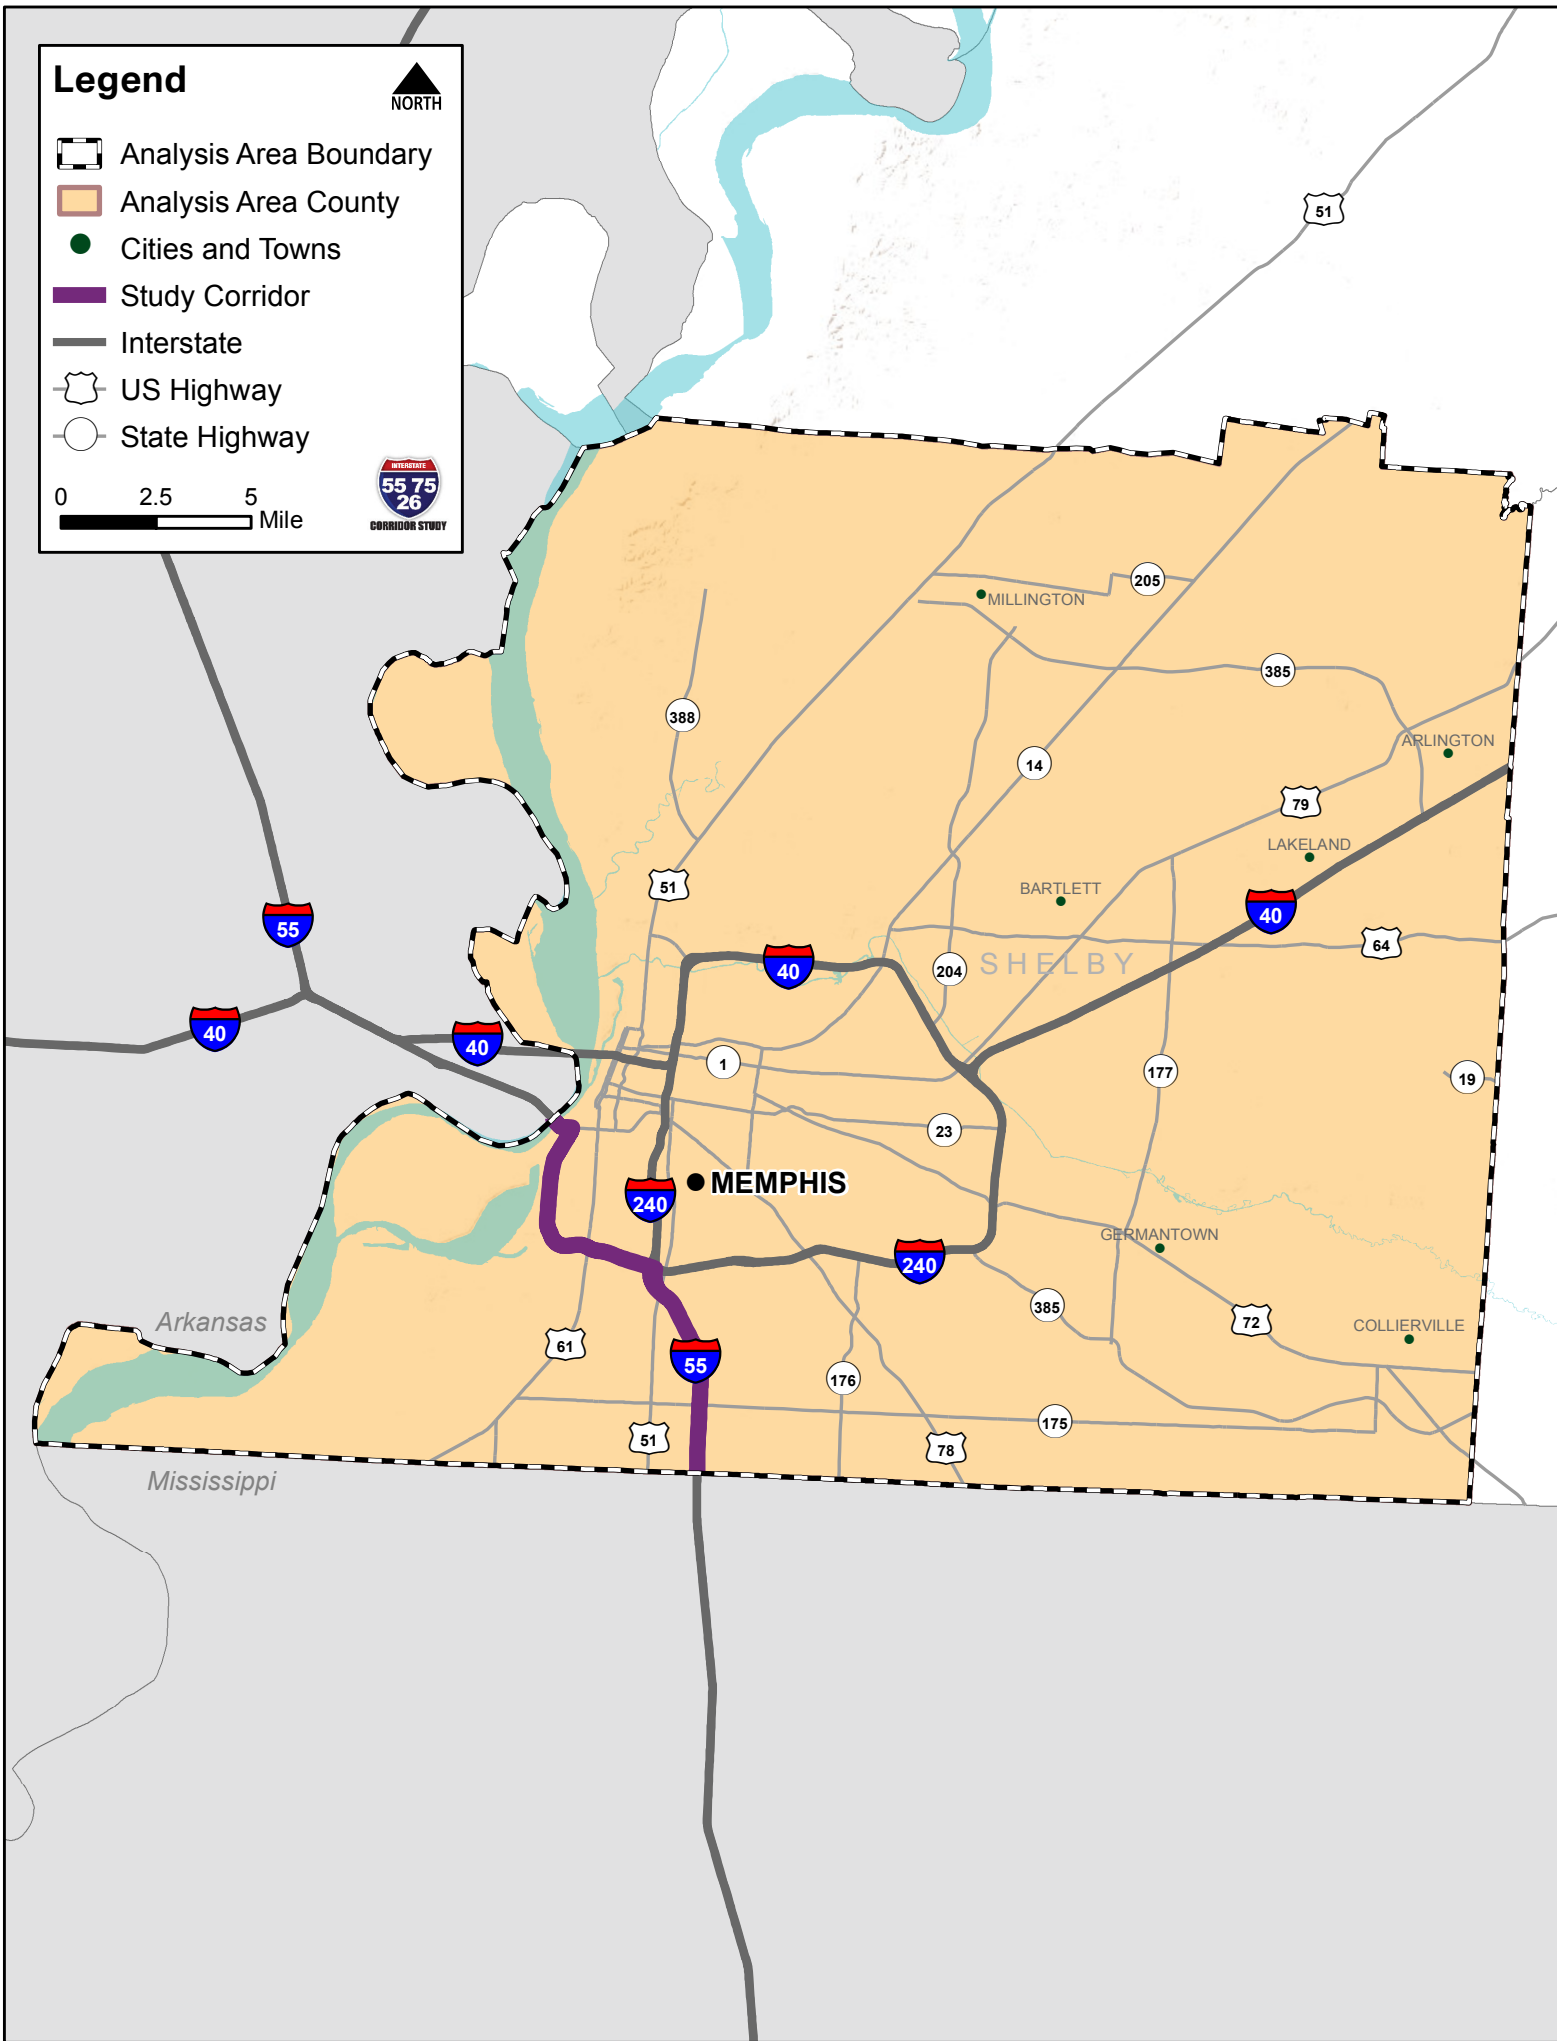 Legend
NORTH
Analysis Area Boundary
Analysis Area County
Cities and Towns
Study Corridor
Interstate
US Highway
State Highway
0 2.5 5
Mile
INTERSTATE
55 75
26
CORRIDOR STUDY
51
205
MILLINGTON
385
388
ARLINGTON
14
79
LAKELAND
51
BARTLETT
40
55
64
40
204
SHELBY
40
40
1
177
19
23
MEMPHIS
240
GERMANTOWN
240
385
72
Arkansas
COLLIERVILLE
61
55
176
175
51
78
Mississippi